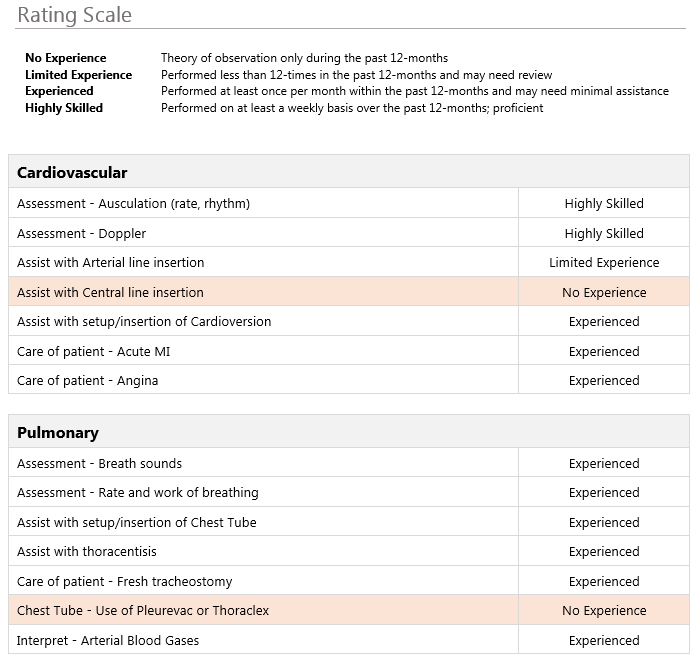 Rating Scale
No Experience Theory of observation only during the past 12-months
Limited Experience Performed less than 12-times in the past 12-months and may need review
Experienced Performed at least once per month within the past 12-months and may need minimal assistance
Highly Skilled Performed on at least a weekly basis over the past 12-months; proficient
Cardiovascular
Assessment - Ausculation (rate, rhythm) Highly Skilled
Assessment - Doppler Highly Skilled
Assist with Arterial line insertion Limited Experience
Assist with Central line insertion No Experience
Assist with setup/insertion of Cardioversion Experienced
Care of patient - Acute MI Experienced
Care of patient - Angina Experienced
Pulmonary
Assessment - Breath sounds Experienced
Assessment - Rate and work of breathing Experienced
Assist with setup/insertion of Chest Tube Experienced
Assist with thoracentisis Experienced
Care of patient - Fresh tracheostomy Experienced
Chest Tube - Use of Pleurevac or Thoraclex No Experience
Interpret - Arterial Blood Gases Experienced